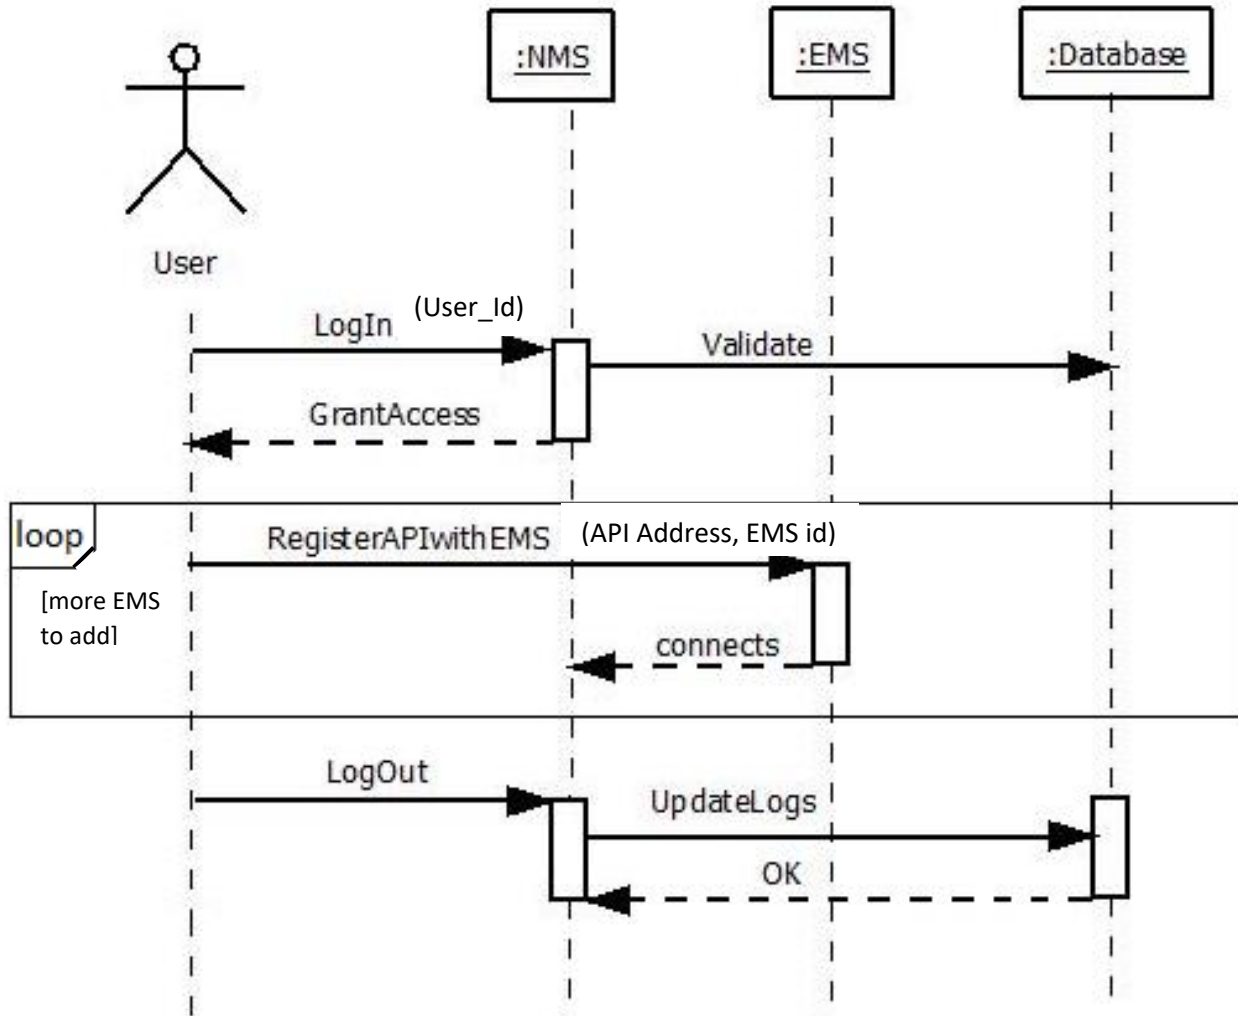 :NMS
:EMS
:Database
User
LogIn (User_Id)
Validate
GrantAccess
loop
RegisterAPIwithEMS (API Address, EMS id)
[more EMS
to add]
connects
LogOut
UpdateLogs
OK